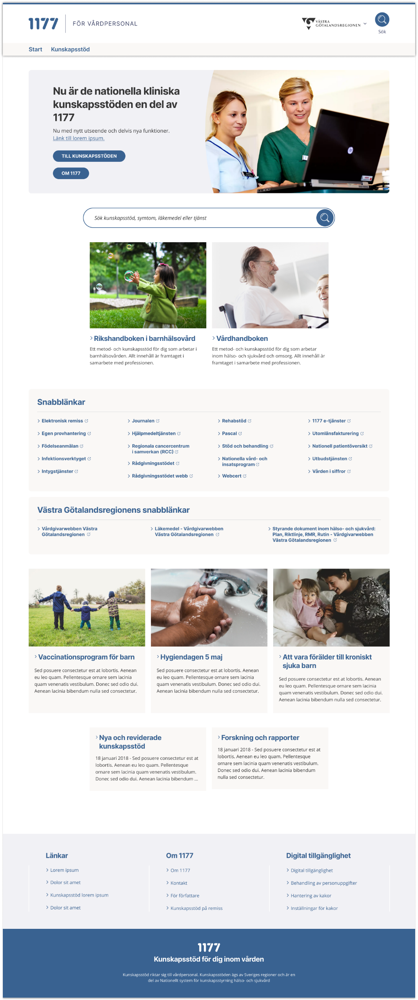 1177
FÖR VÅRDPERSONAL
VÄSTRA
GÖTALANDSREGIONEN
Sök
Start
Kunskapsstöd
Nu är de nationella kliniska
kunskapsstöden en del av
1177
Nu med nytt utseende och delvis nya funktioner.
Länk till lorem ipsum.
TILL KUNSKAPSSTÖDEN
OM 1177
Sök kunskapsstöd, symtom, läkemedel eller tjänst
Rikshandboken i barnhälsovård
Ett metod- och kunskapsstöd för dig som arbetar i
barnhälsovården. Allt innehåll är framtaget i
samarbete med professionen.
Vårdhandboken
Ett metod- och kunskapsstöd för dig som arbetar
inom hälso- och sjukvård och omsorg. Allt innehåll är
framtaget i samarbete med professionen.
Snabblänkar
Elektronisk remiss
Egen provhantering
Födelseanmälan
Infektionsverktyget
Intygstjänster
Journalen
Hjälpmedeltjänsten
Regionala cancercentrum
i samverkan (RCC)
Rådgivningsstödet
Rådgivningsstödet webb
Rehabstöd
Pascal
Stöd och behandling
Nationella vård- och
insatsprogram
Webcert
1177 e-tjänster
Utomlänsfakturering
Nationell patientöversikt
Utbudstjänsten
Vården i siffror
Västra Götalandsregionens snabblänkar
Vårdgivarwebben Västra
Götalandsregionen
Läkemedel - Vårdgivarwebben
Västra Götalandsregionen
Styrande dokument inom hälso- och sjukvård:
Plan, Riktlinje, RMR, Rutin - Vårdgivarwebben
Västra Götalandsregionen
Vaccinationsprogram för barn
Sed posuere consectetur est at lobortis. Aenean
eu leo quam. Pellentesque ornare sem lacinia
quam venenatis vestibulum. Donec sed odio dui.
Aenean lacinia bibendum nulla sed consectetur.
Hygiendagen 5 maj
Sed posuere consectetur est at lobortis. Aenean
eu leo quam. Pellentesque ornare sem lacinia
quam venenatis vestibulum. Donec sed odio dui.
Aenean lacinia bibendum nulla sed consectetur.
Att vara förälder till kroniskt
sjuka barn
Sed posuere consectetur est at lobortis. Aenean
eu leo quam. Pellentesque ornare sem lacinia
quam venenatis vestibulum. Donec sed odio dui.
Aenean lacinia bibendum nulla sed consectetur.
Nya och reviderade
kunskapsstöd
18 januari 2018 - Sed posuere consectetur est at
lobortis. Aenean eu leo quam. Pellentesque
ornare sem lacinia quam venenatis vestibulum.
Donec sed odio dui. Aenean lacinia bibendum ...
Forskning och rapporter
18 januari 2018 - Sed posuere consectetur est at
lobortis. Aenean eu leo quam. Pellentesque
ornare sem lacinia quam venenatis vestibulum.
Donec sed odio dui. Aenean lacinia bibendum
nulla sed consectetur.
Länkar
Lorem ipsum
Dolor sit amet
Kunskapsstöd lorem ipsum
Dolor sit amet
Om 1177
Om 1177
Kontakt
För författare
Kunskapsstöd på remiss
Digital tillgänglighet
Digital tillgänglighet
Behandling av personuppgifter
Hantering av kakor
Inställningar för kakor
1177
Kunskapsstöd för dig inom vården
Kunskapsstöd riktar sig till vårdpersonal. Kunskapsstöden ägs av Sveriges regioner och är en
del av Nationellt system för kunskapsstyrning hälso- och sjukvård